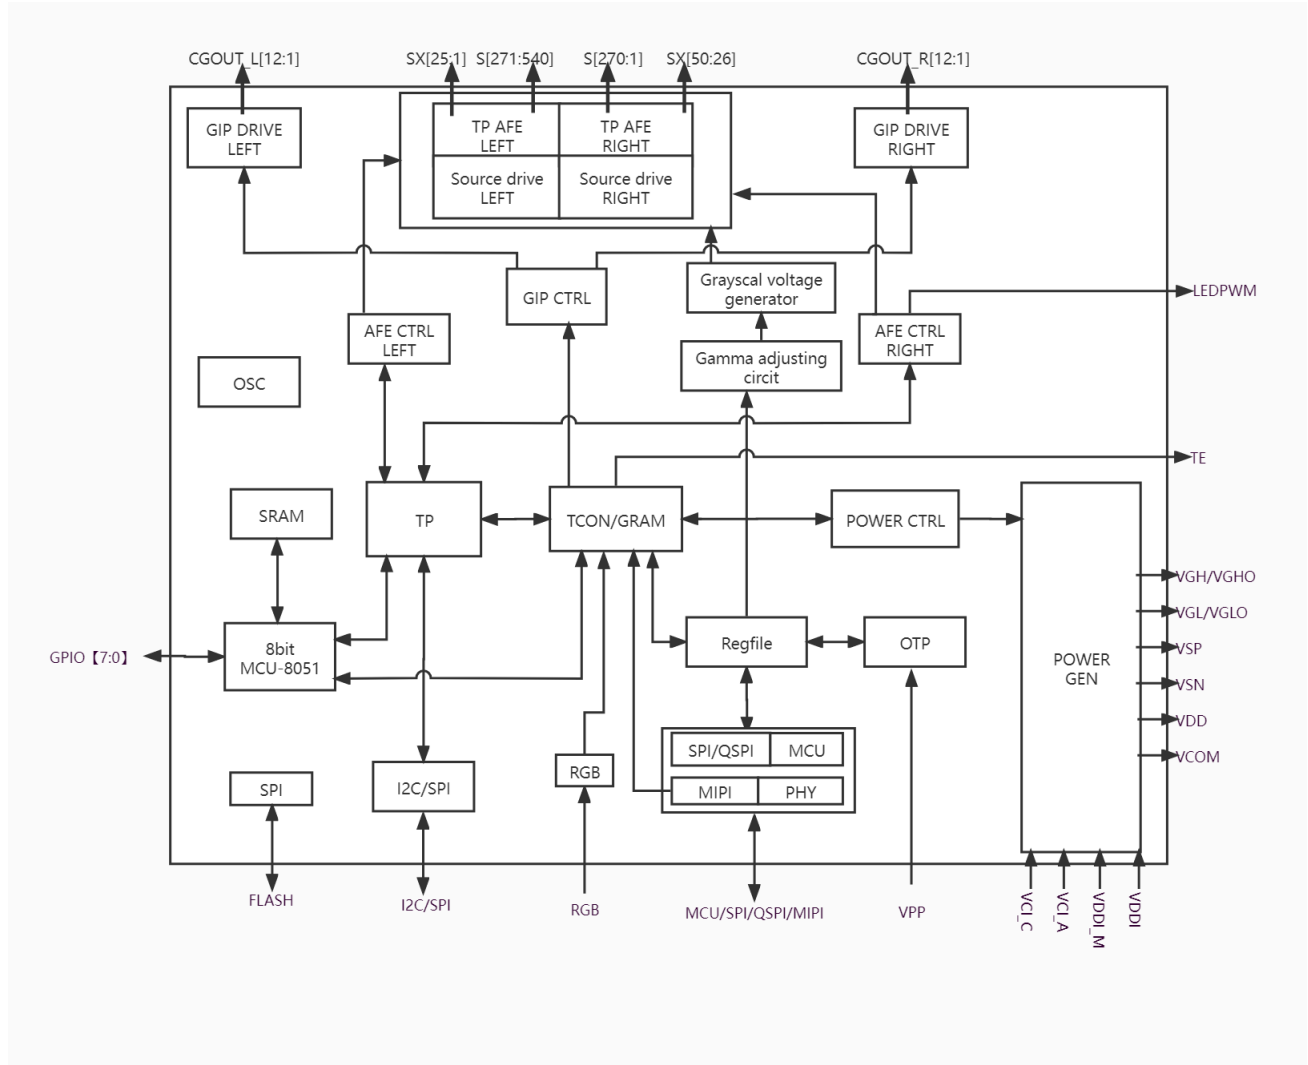 CGOUT_L[12:1]
SX[25:1]
S[271:540]
S[270:1]
SX[50:26]
CGOUT_R[12:1]
GIP DRIVE
LEFT
TP AFE
LEFT
TP AFE
RIGHT
GIP DRIVE
RIGHT
Source drive
LEFT
Source drive
RIGHT
GIP CTRL
Grayscal voltage
generator
LEDPWM
AFE CTRL
LEFT
AFE CTRL
RIGHT
Gamma adjusting
circit
OSC
TE
SRAM
TP
TCON/GRAM
POWER CTRL
VGH/VGHO
VGL/VGLO
GPIO【7:0】
8bit
MCU-8051
Regfile
OTP
POWER
GEN
VSP
VSN
VDD
VCOM
SPI/QSPI
MCU
SPI
I2C/SPI
RGB
MIPI
PHY
FLASH
I2C/SPI
RGB
MCU/SPI/QSPI/MIPI
VPP
VCI_C
VCI_A
VDDI_M
VDDI